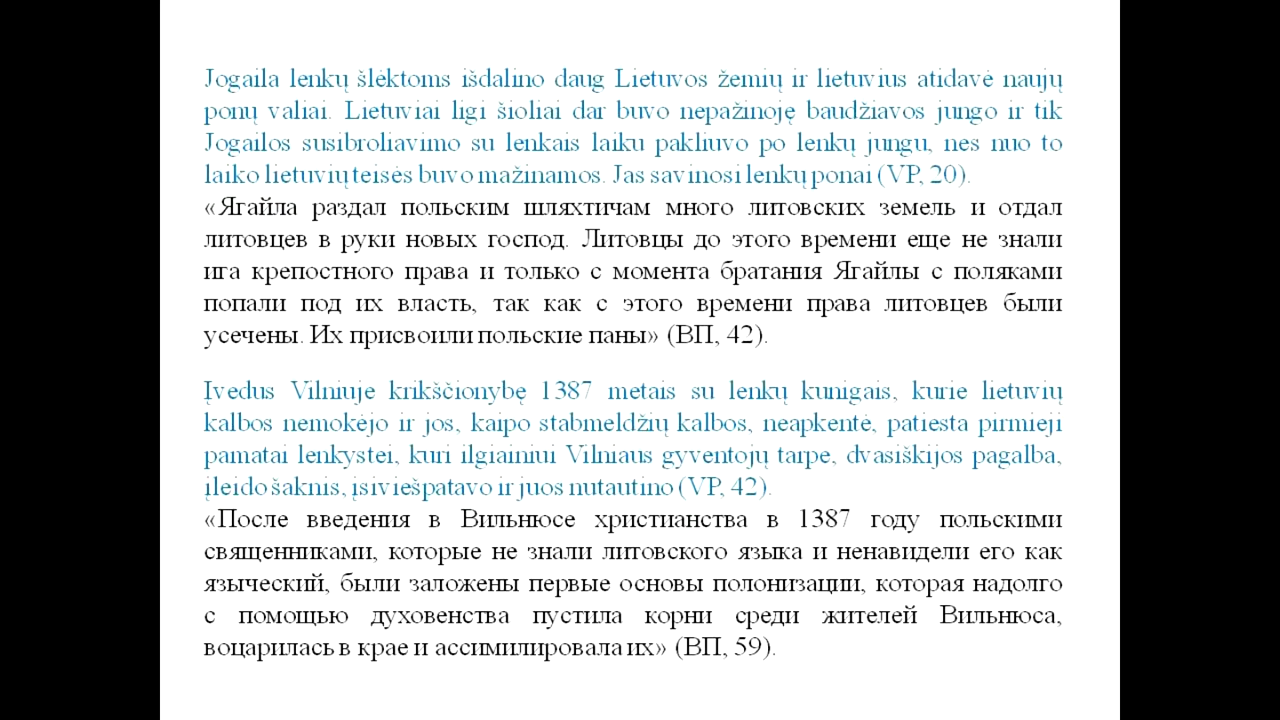 Jogaila lenkų šlėktoms išdalino daug Lietuvos žemių ir lietuvius atidavė naujų
ponų valiai. Lietuviai ligi šioliai dar buvo nepažinoję baudžiavos jungo ir tik
Jogailos susibroliavimo su lenkais laiku pakliuvo po lenkų jungu, nes nuo to
laiko lietuvių teisės buvo mažinamos. Jas savinosi lenkų ponai (VP, 20).
«Ягайла раздал польским шляхтичам много литовских земель и отдал
литовцев в руки новых господ. Литовцы до этого времени еще не знали
ига крепостного права и только с момента братания Ягайлы с поляками
попали под их власть, так как с этого времени права литовцев были
усечены. Их присвоили польские паны» (ВП, 42).
Įvedus Vilniuje krikščionybę 1387 metais su lenkų kunigais, kurie lietuvių
kalbos nemokėjo ir jos, kaipo stabmeldžių kalbos, neapkentė, patiesta pirmieji
pamatai lenkystei, kuri ilgiainiui Vilniaus gyventojų tarpe, dvasiškijos pagalba,
įleido šaknis, įsiviešpatavo ir juos nutautino (VP, 42).
«После введения в Вильнюсе христианства в 1387 году польскими
священниками, которые не знали литовского языка и ненавидели его как
языческий, были заложены первые основы полонизации, которая надолго
с помощью духовенства пустила корни среди жителей Вильнюса,
воцарилась в крае и ассимилировала их» (ВП, 59).